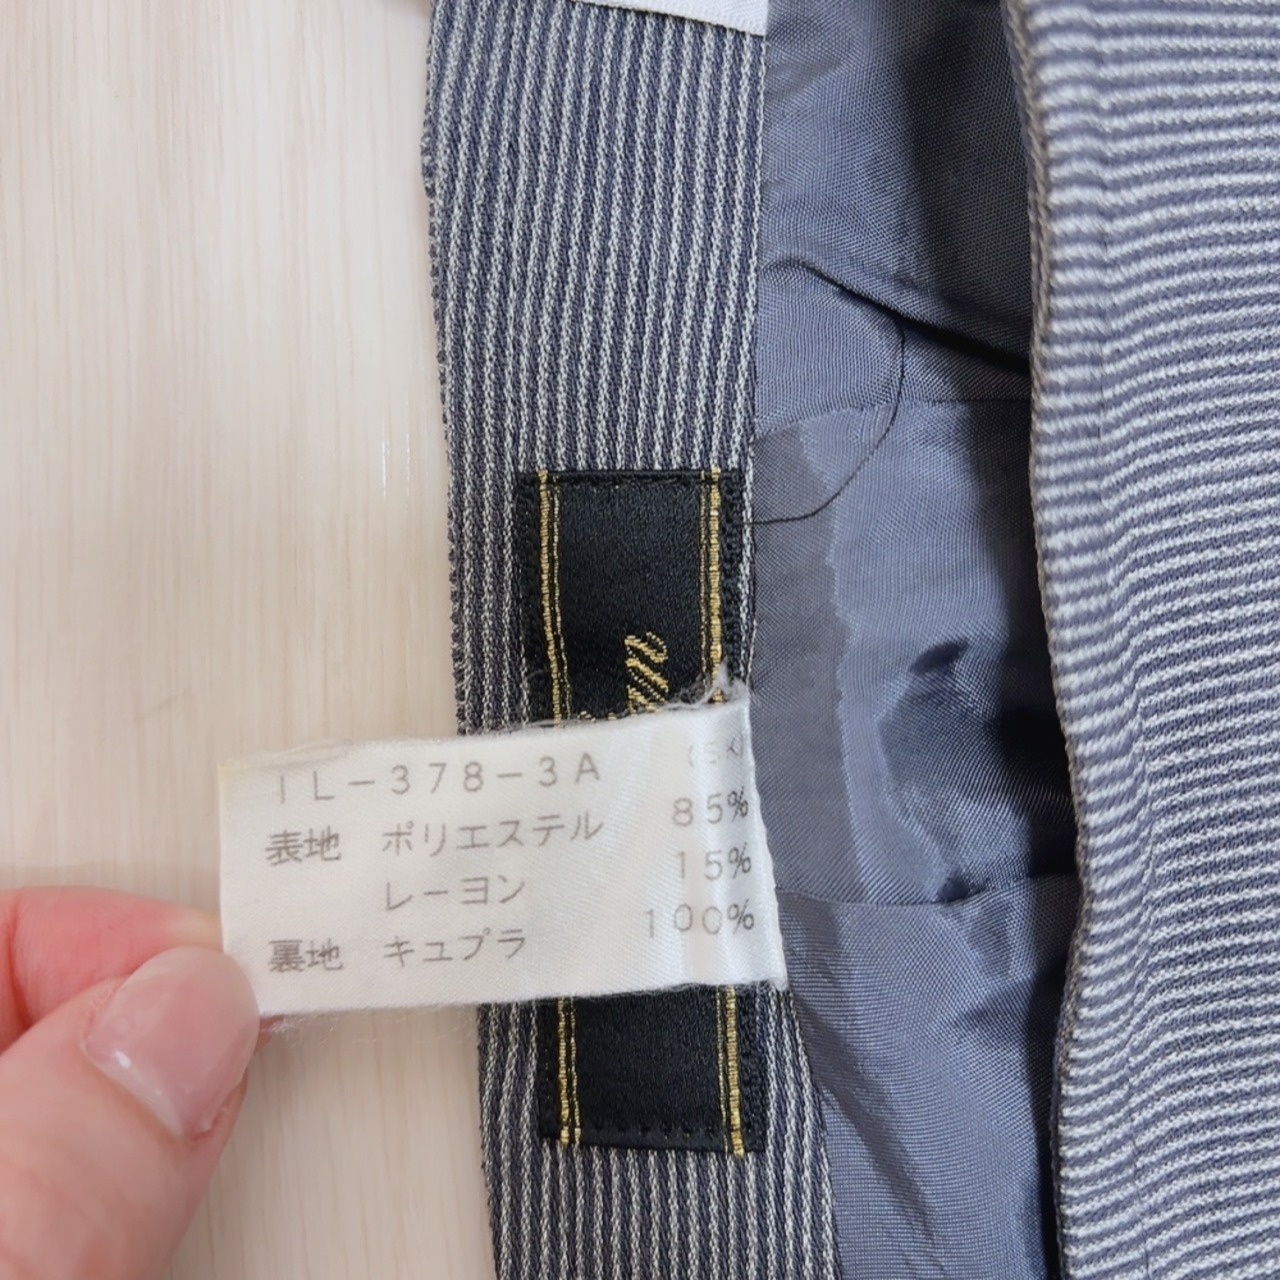 IL-378-3A (SK)
表地 ポリエステル 85%
レーヨン 15%
裏地 キュプラ 100%